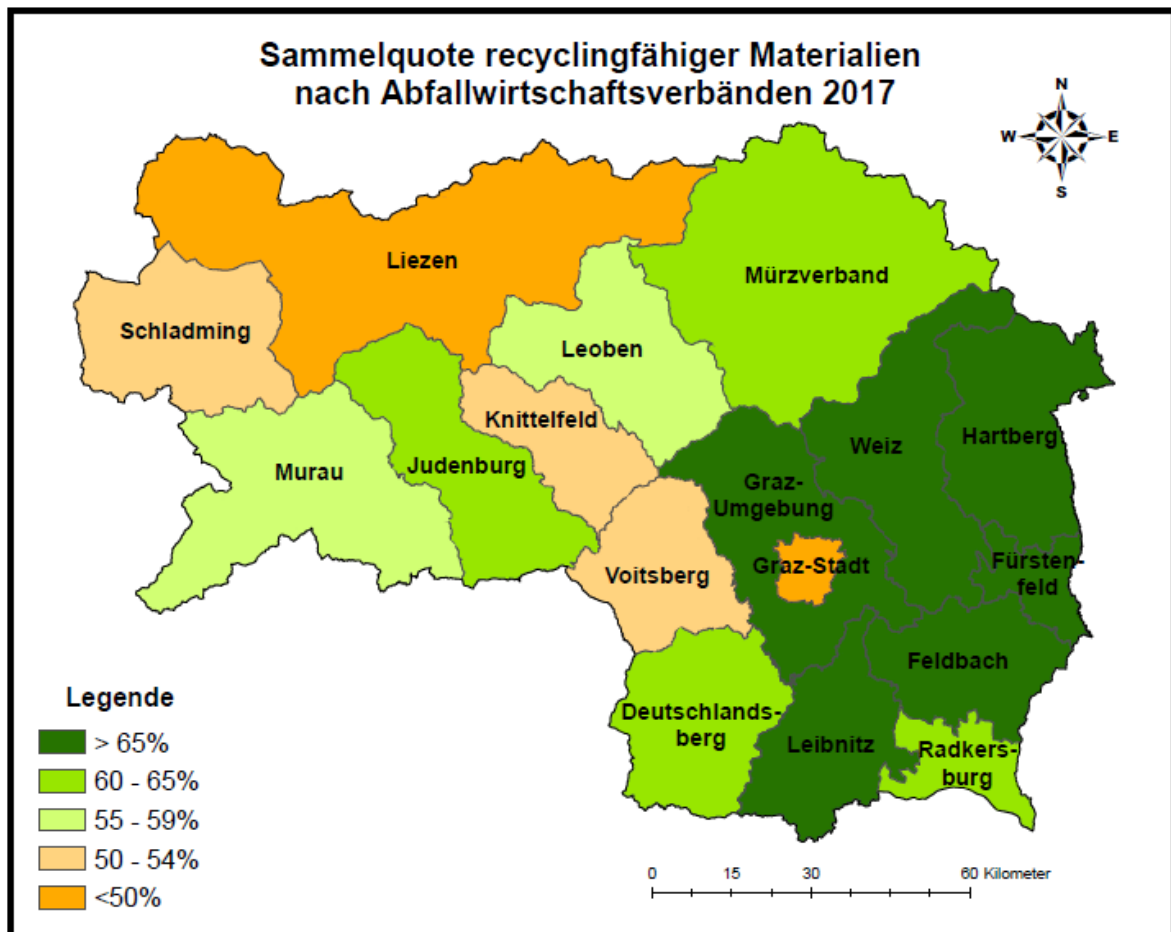 Sammelquote recyclingfähiger Materialien
nach Abfallwirtschaftsverbänden 2017
N
W
E
S
Liezen
Mürzverband
Schladming
Leoben
Knittelfeld
Hartberg
Weiz
Murau
Judenburg
Graz-
Umgebung
Voitsberg
Graz-Stadt
Fürsten-
feld
Feldbach
Deutschlands-
berg
Leibnitz
Radkers-
burg
Legende
> 65%
60 - 65%
55 - 59%
50 - 54%
<50%
0 15 30 60 Kilometer